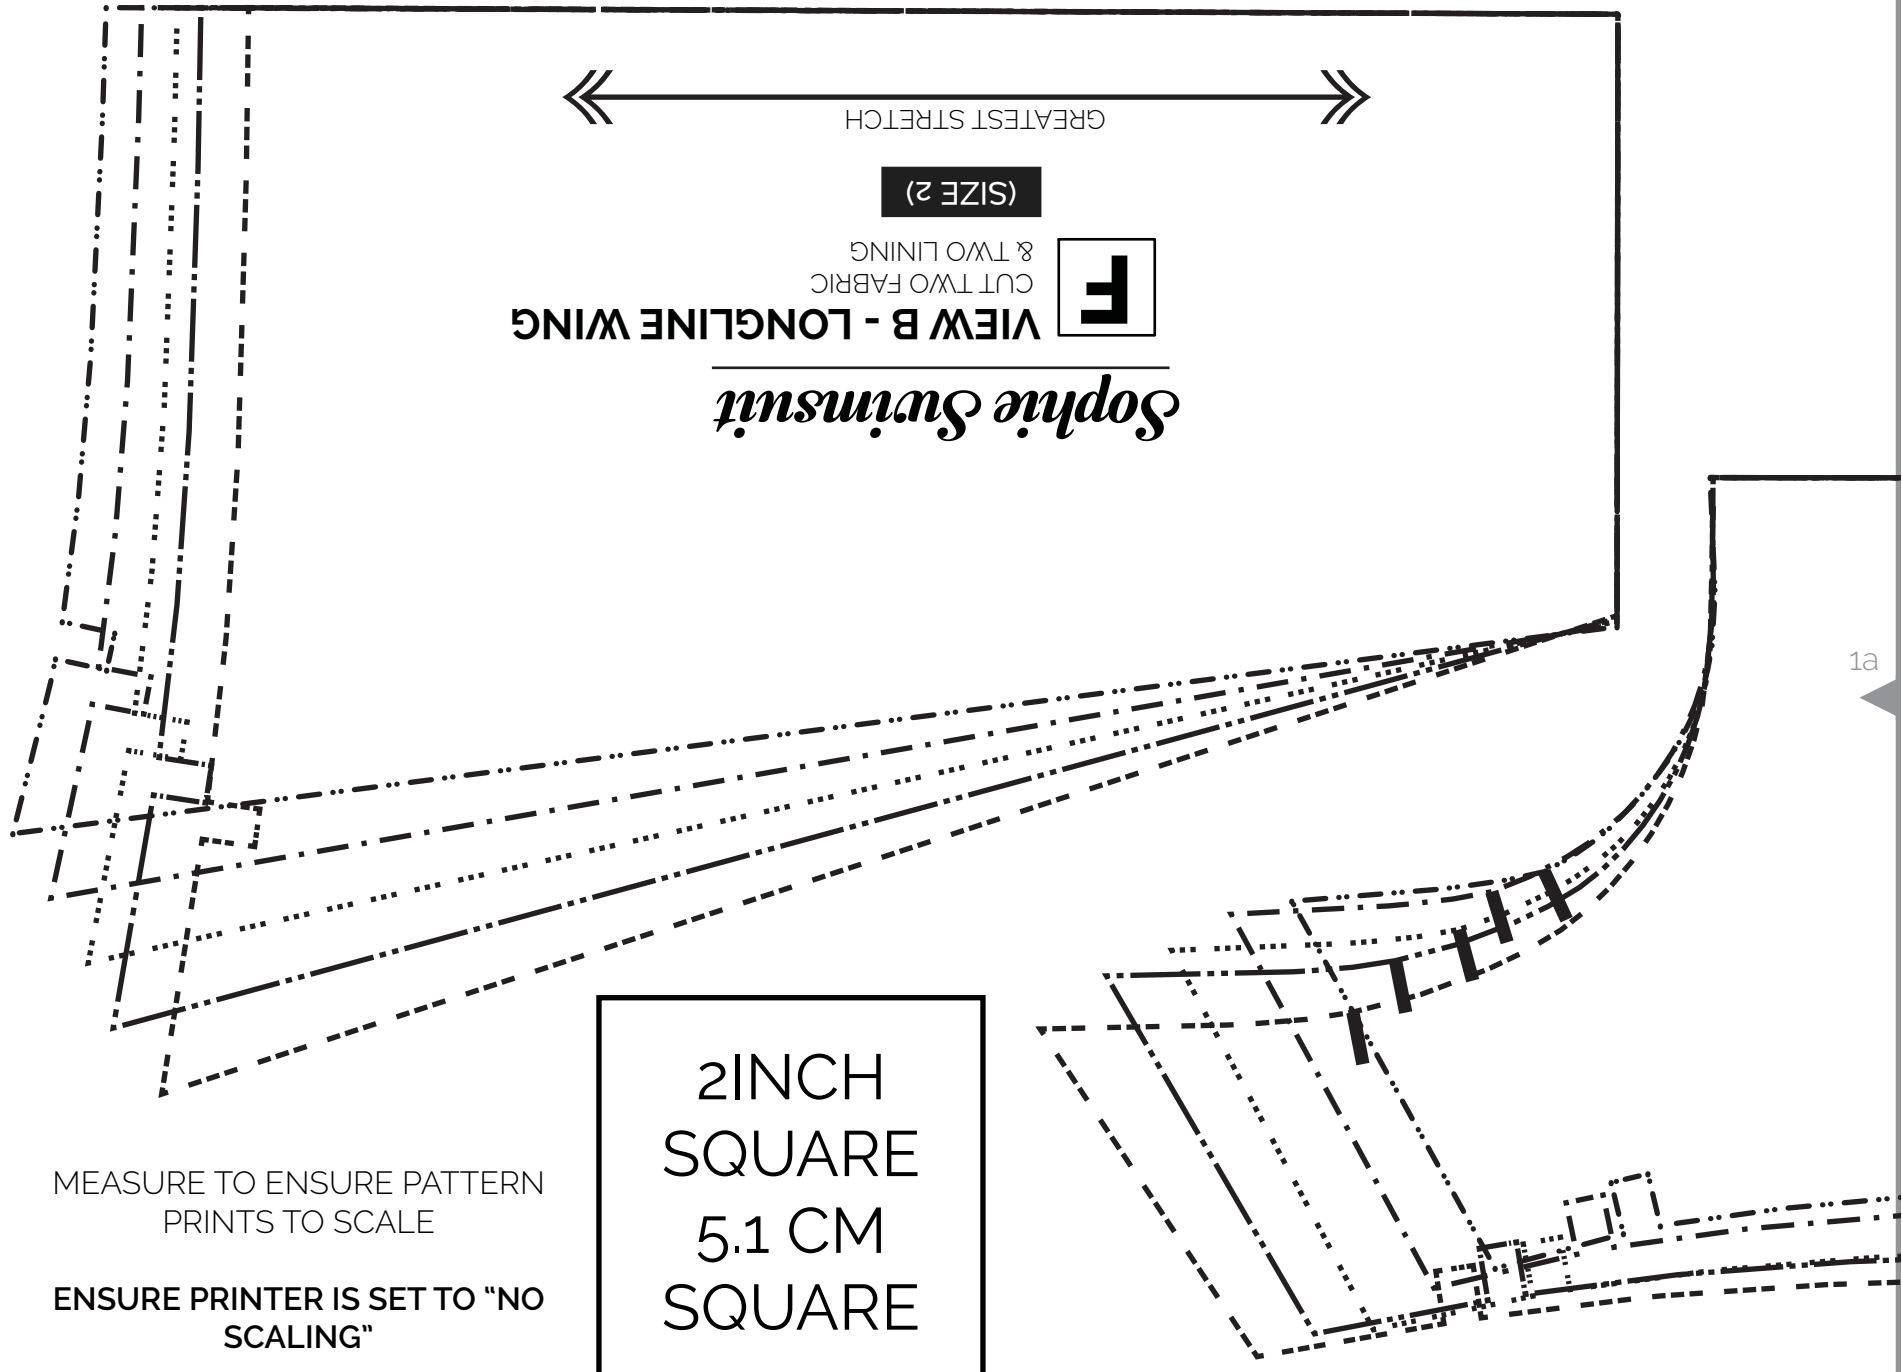 Sophie Swimsuit
VIEW B - LONGLINE WING
F
CUT TWO FABRIC
& TWO LINING
(SIZE 2)
GREATEST STRETCH
1a
2INCH
SQUARE
5.1 CM
SQUARE
MEASURE TO ENSURE PATTERN
PRINTS TO SCALE
ENSURE PRINTER IS SET TO “NO
SCALING”